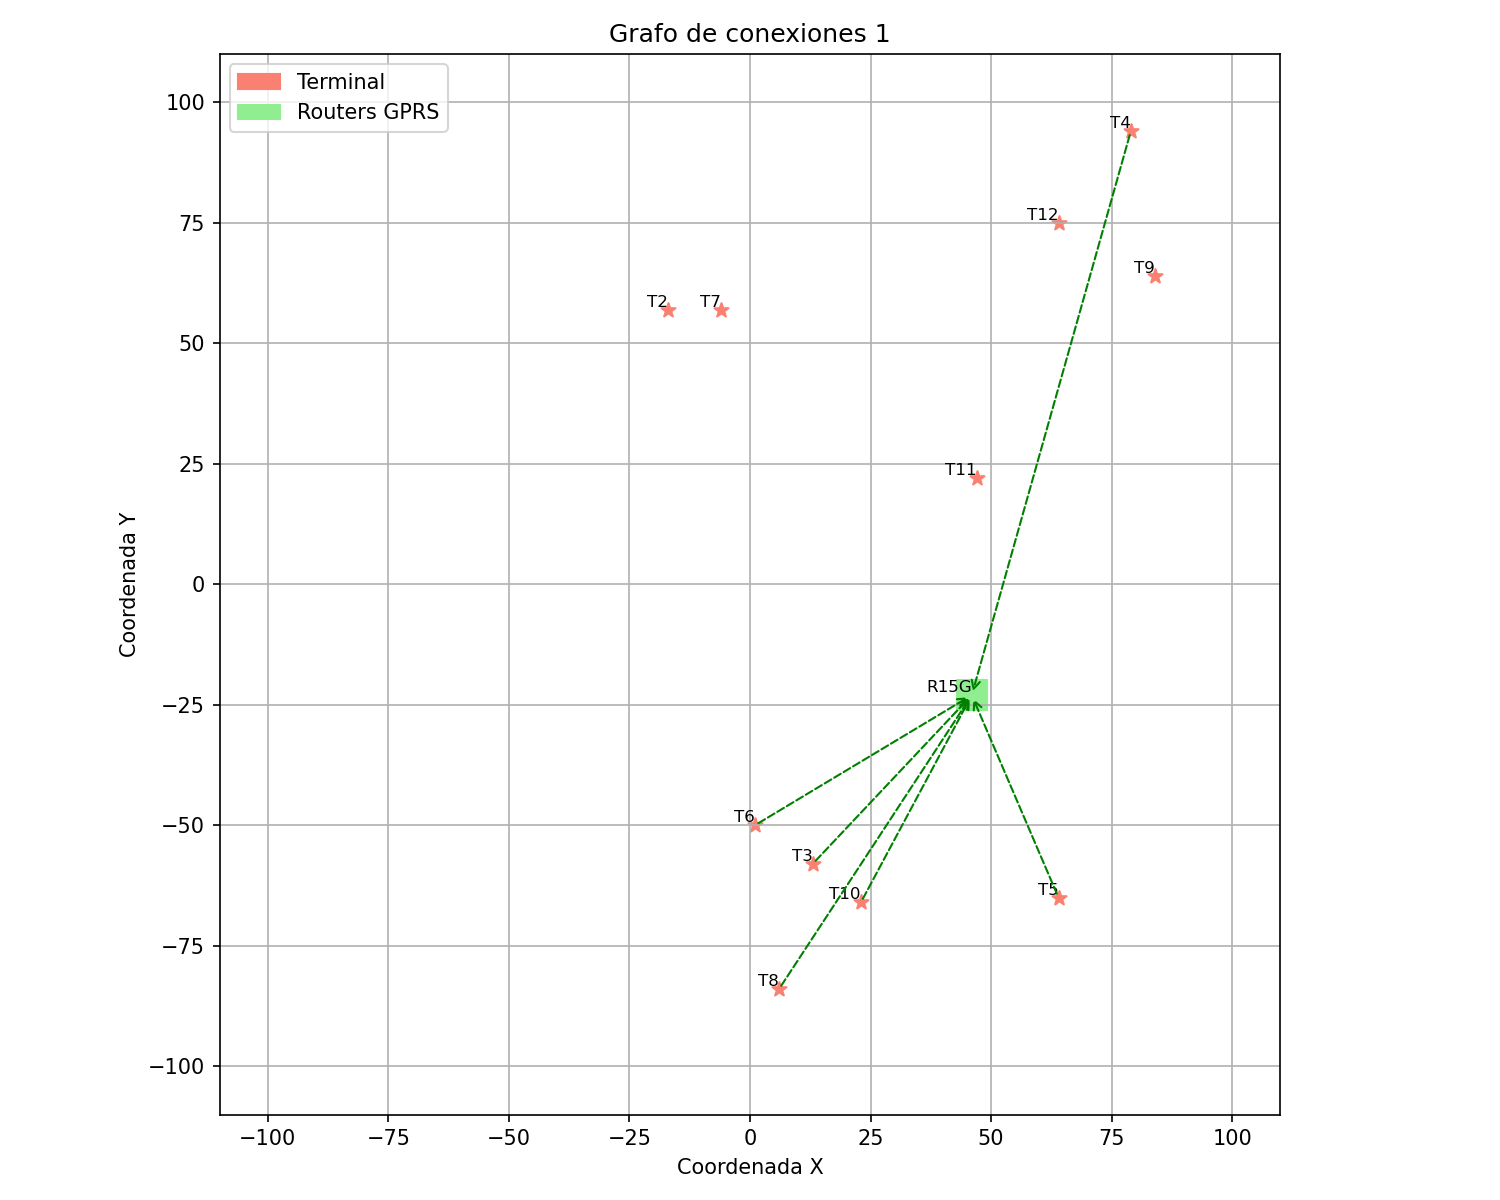 Grafo de conexiones 1
Terminal
Routers GPRS
T4
T12
T9
T2
T7
T11
R15G
T6
T3
T10
T5
T8
Coordenada Y
100
75
50
25
0
−25
−50
−75
−100
−100
−75
−50
−25
0
25
50
75
100
Coordenada X